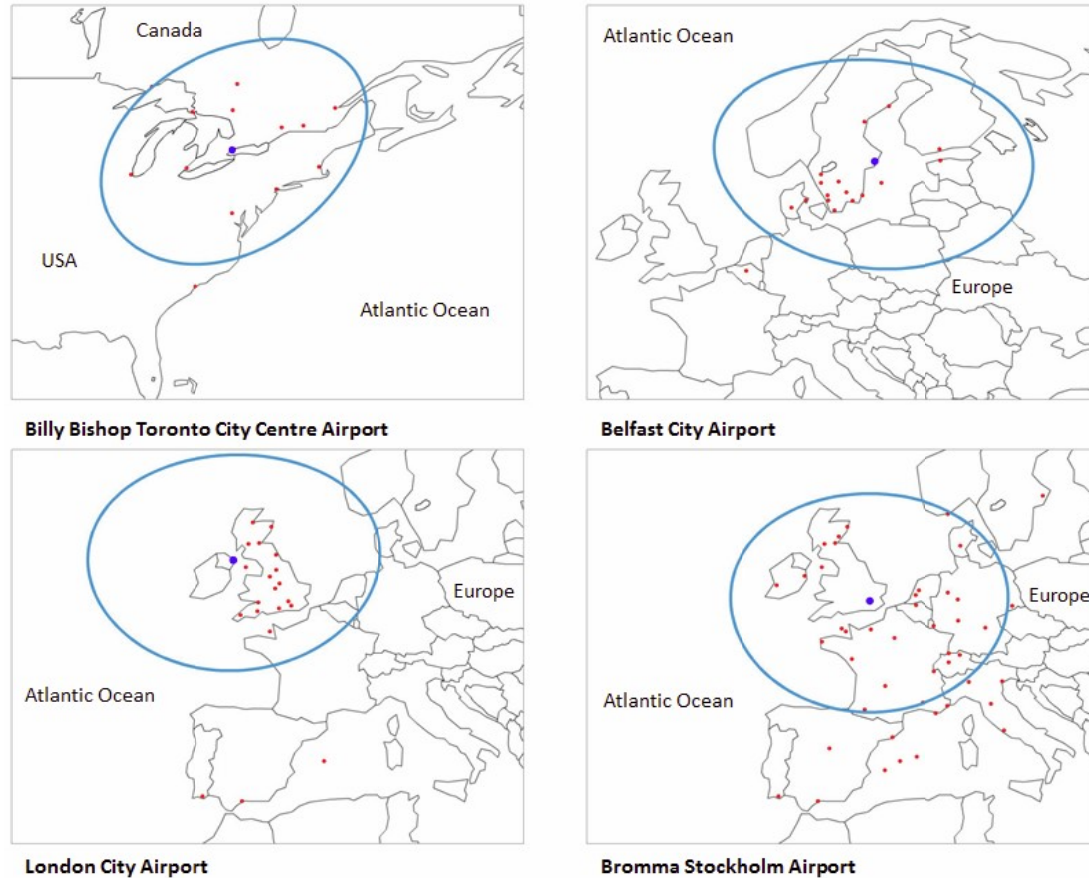 Canada
USA
Atlantic Ocean
Billy Bishop Toronto City Centre Airport
Atlantic Ocean
Europe
Belfast City Airport
Europe
Atlantic Ocean
London City Airport
Europe
Atlantic Ocean
Bromma Stockholm Airport